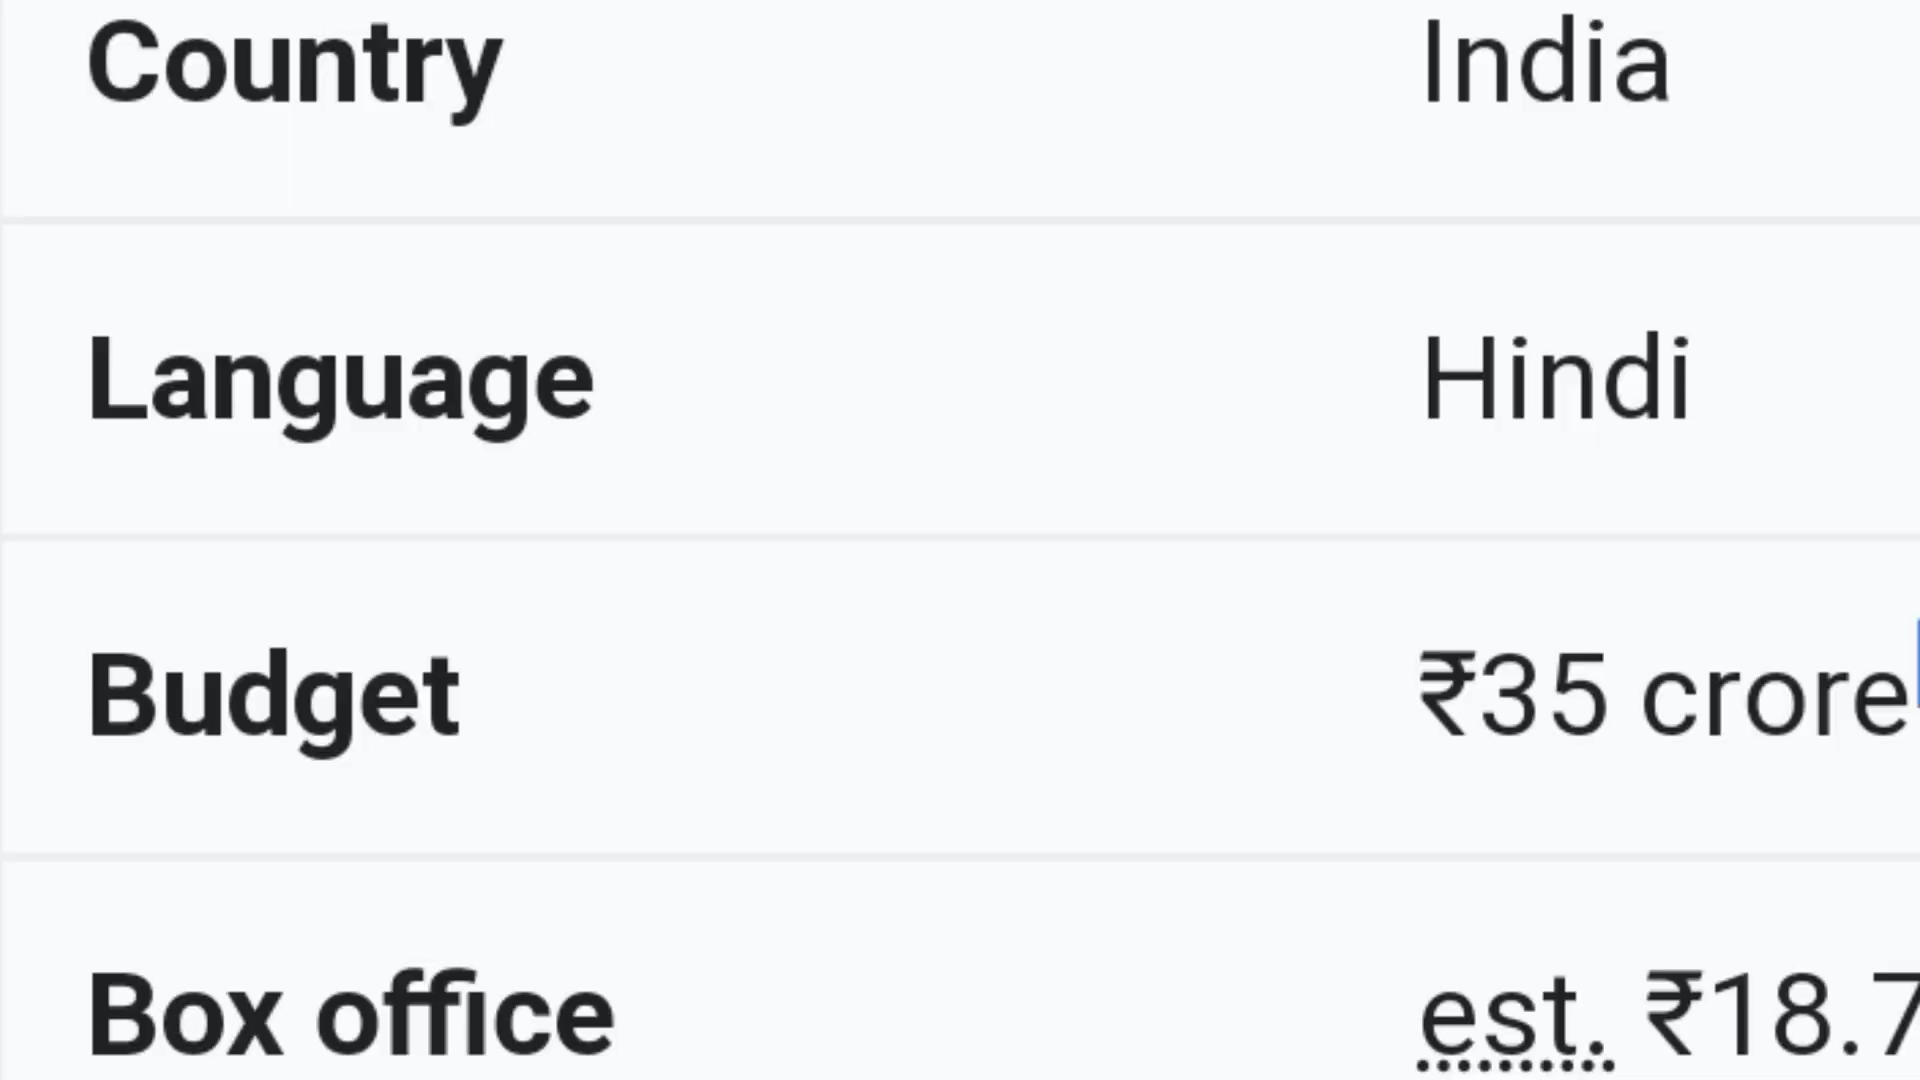 Country India
Language Hindi
Budget ₹35 crore
Box office est. ₹18.7